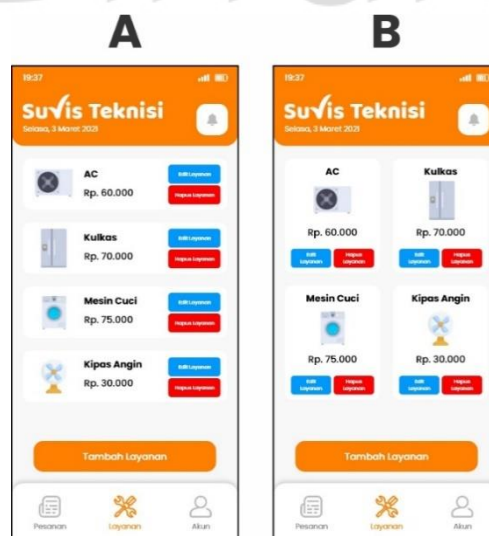 A
B
19:37
Suvis Teknisi
Selasa, 3 Maret 2021
AC
Rp. 60.000
Edit Layanan
Hapus Layanan
Kulkas
Rp. 70.000
Edit Layanan
Hapus Layanan
Mesin Cuci
Rp. 75.000
Edit Layanan
Hapus Layanan
Kipas Angin
Rp. 30.000
Edit Layanan
Hapus Layanan
Tambah Layanan
Pesanan
Layanan
Akun
19:37
Suvis Teknisi
Selasa, 3 Maret 2021
AC
Rp. 60.000
Edit
Layanan
Hapus
Layanan
Kulkas
Rp. 70.000
Edit
Layanan
Hapus
Layanan
Mesin Cuci
Rp. 75.000
Edit
Layanan
Hapus
Layanan
Kipas Angin
Rp. 30.000
Edit
Layanan
Hapus
Layanan
Tambah Layanan
Pesanan
Layanan
Akun